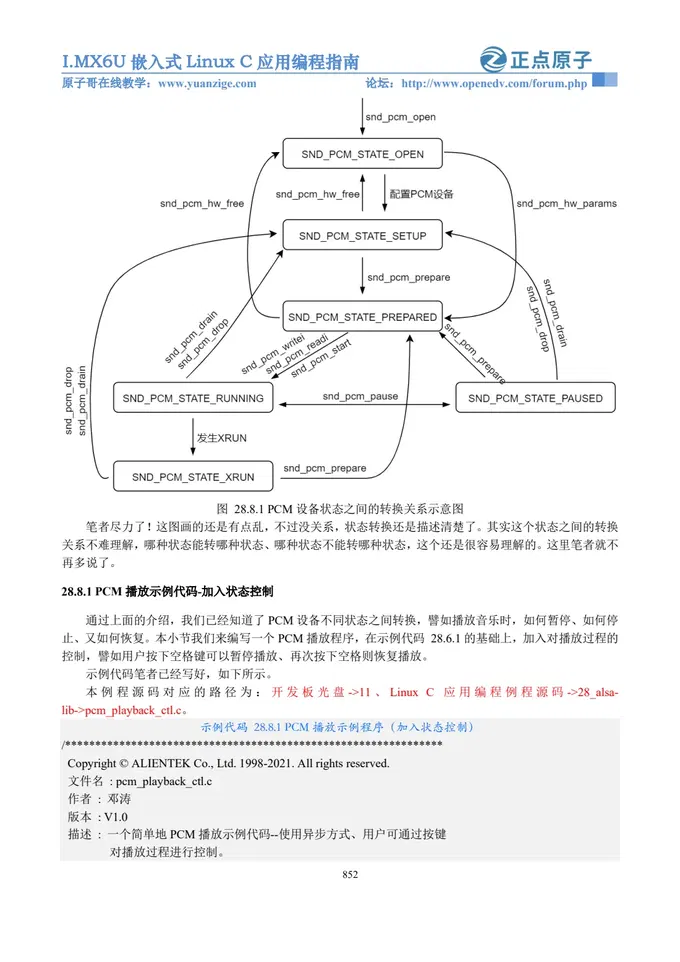 I.MX6U 嵌入式 Linux C 应用编程指南
正点原子
原子哥在线教学：www.yuanzige.com
论坛：http://www.openedv.com/forum.php
snd_pcm_open
SND_PCM_STATE_OPEN
snd_pcm_hw_free
snd_pcm_hw_free
配置PCM设备
snd_pcm_hw_params
SND_PCM_STATE_SETUP
snd_pcm_prepare
SND_PCM_STATE_PREPARED
snd_pcm_drain
snd_pcm_drop
snd_pcm_writei
snd_pcm_readi
snd_pcm_start
snd_pcm_prepare
snd_pcm_drop
snd_pcm_drain
snd_pcm_drop
snd_pcm_drain
SND_PCM_STATE_RUNNING
snd_pcm_pause
SND_PCM_STATE_PAUSED
发生XRUN
SND_PCM_STATE_XRUN
snd_pcm_prepare
图 28.8.1 PCM 设备状态之间的转换关系示意图
笔者尽力了！这图画的还是有点乱，不过没关系，状态转换还是描述清楚了。其实这个状态之间的转换
关系不难理解，哪种状态能转哪种状态、哪种状态不能转哪种状态，这个还是很容易理解的。这里笔者就不
再多说了。
28.8.1 PCM 播放示例代码-加入状态控制
通过上面的介绍，我们已经知道了 PCM 设备不同状态之间转换，譬如播放音乐时，如何暂停、如何停
止、又如何恢复。本小节我们来编写一个 PCM 播放程序，在示例代码 28.6.1 的基础上，加入对播放过程的
控制，譬如用户按下空格键可以暂停播放、再次按下空格则恢复播放。
示例代码笔者已经写好，如下所示。
本例程源码对应的路径为：开发板光盘->11、Linux C 应用编程例程源码->28_alsa-
lib->pcm_playback_ctl.c。
示例代码 28.8.1 PCM 播放示例程序（加入状态控制）
/***************************************************************
Copyright © ALIENTEK Co., Ltd. 1998-2021. All rights reserved.
文件名 : pcm_playback_ctl.c
作者 : 邓涛
版本 : V1.0
描述 : 一个简单地 PCM 播放示例代码--使用异步方式、用户可通过按键
对播放过程进行控制。
852